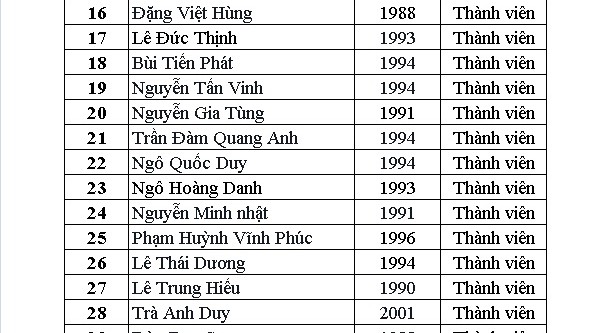 16 Đặng Việt Hùng 1988 Thành viên
17 Lê Đức Thịnh 1993 Thành viên
18 Bùi Tiến Phát 1994 Thành viên
19 Nguyễn Tấn Vinh 1994 Thành viên
20 Nguyễn Gia Tùng 1991 Thành viên
21 Trần Đàm Quang Anh 1994 Thành viên
22 Ngô Quốc Duy 1994 Thành viên
23 Ngô Hoàng Danh 1993 Thành viên
24 Nguyễn Minh nhật 1991 Thành viên
25 Phạm Huỳnh Vĩnh Phúc 1996 Thành viên
26 Lê Thái Dương 1994 Thành viên
27 Lê Trung Hiếu 1990 Thành viên
28 Trà Anh Duy 2001 Thành viên